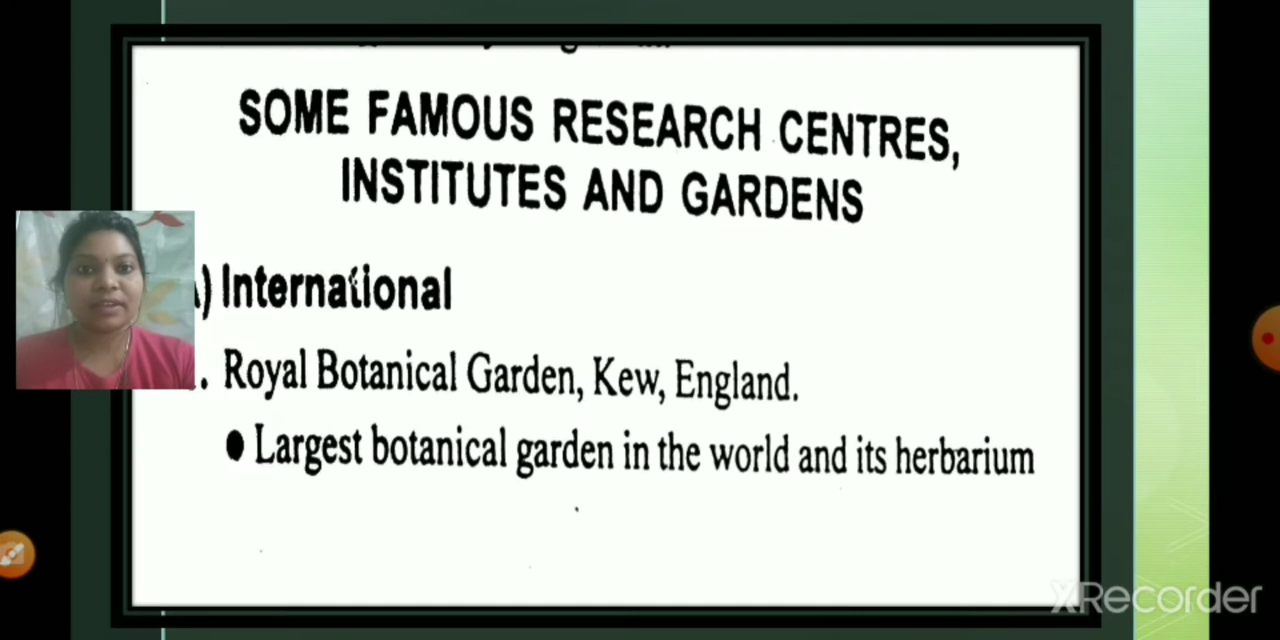 SOME FAMOUS RESEARCH CENTRES,
INSTITUTES AND GARDENS
) International
. Royal Botanical Garden, Kew, England.
● Largest botanical garden in the world and its herbarium
XRecorder